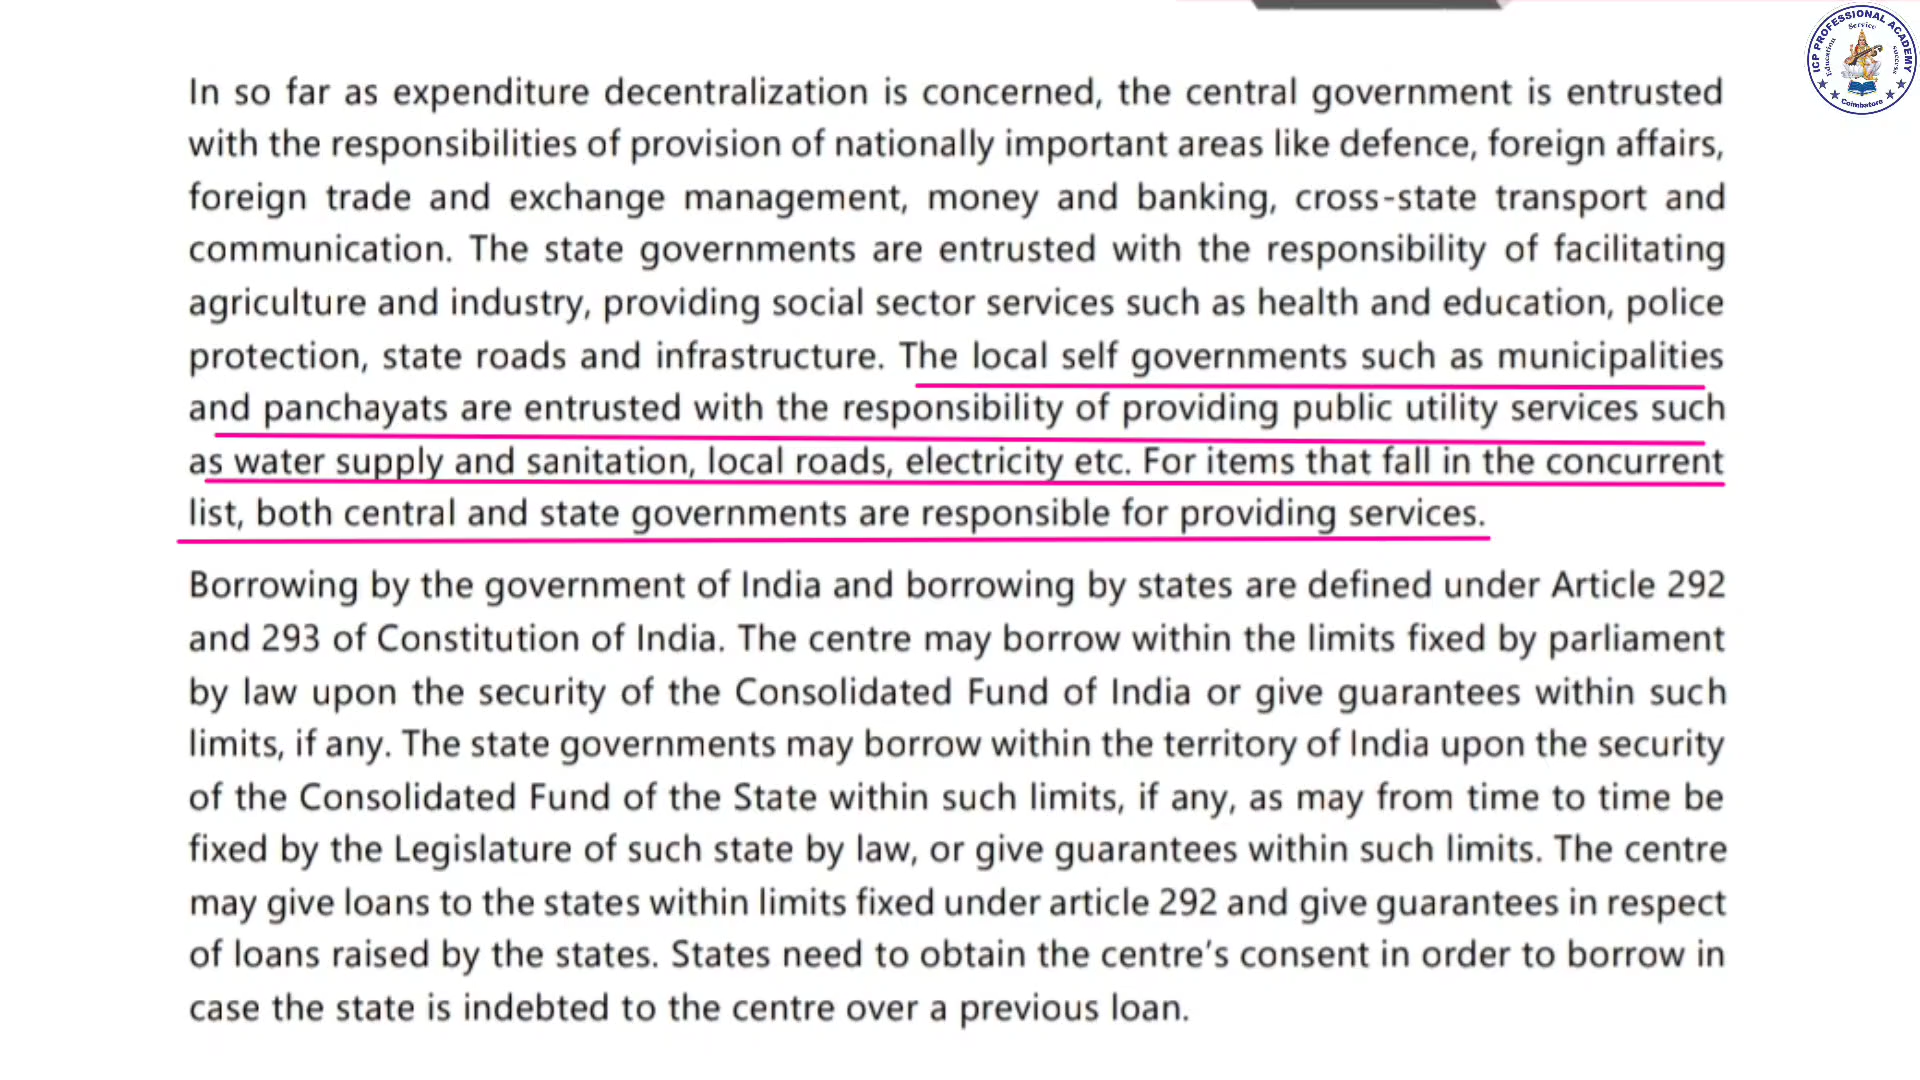 ICP PROFESSIONAL ACADEMY
Service
Education
success
Coimbatore
In so far as expenditure decentralization is concerned, the central government is entrusted
with the responsibilities of provision of nationally important areas like defence, foreign affairs,
foreign trade and exchange management, money and banking, cross-state transport and
communication. The state governments are entrusted with the responsibility of facilitating
agriculture and industry, providing social sector services such as health and education, police
protection, state roads and infrastructure. The local self governments such as municipalities
and panchayats are entrusted with the responsibility of providing public utility services such
as water supply and sanitation, local roads, electricity etc. For items that fall in the concurrent
list, both central and state governments are responsible for providing services.
Borrowing by the government of India and borrowing by states are defined under Article 292
and 293 of Constitution of India. The centre may borrow within the limits fixed by parliament
by law upon the security of the Consolidated Fund of India or give guarantees within such
limits, if any. The state governments may borrow within the territory of India upon the security
of the Consolidated Fund of the State within such limits, if any, as may from time to time be
fixed by the Legislature of such state by law, or give guarantees within such limits. The centre
may give loans to the states within limits fixed under article 292 and give guarantees in respect
of loans raised by the states. States need to obtain the centre’s consent in order to borrow in
case the state is indebted to the centre over a previous loan.